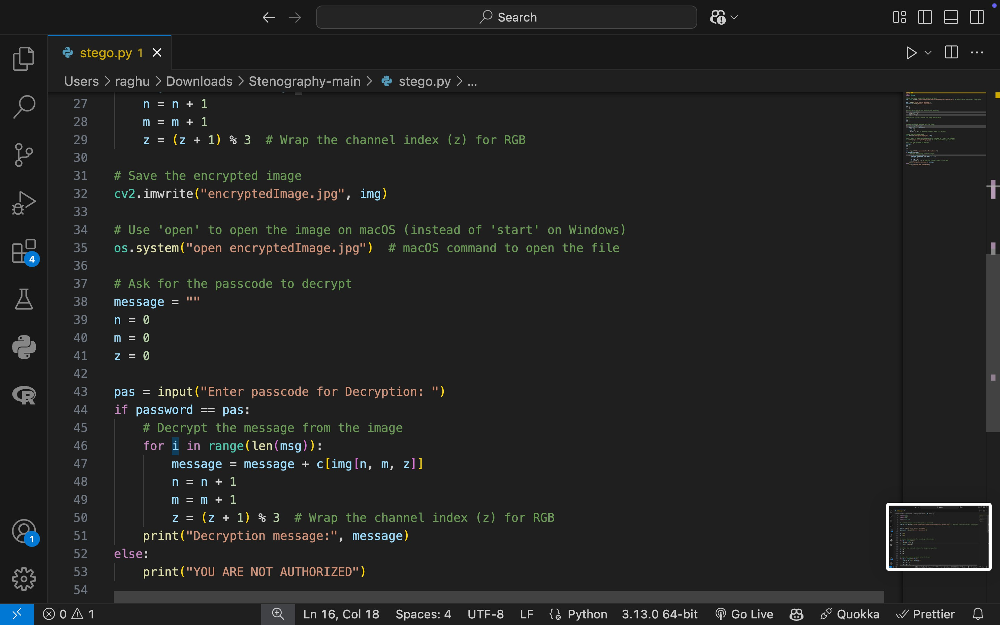 Search
stego.py 1
Users > raghu > Downloads > Stenography-main > stego.py > ...
27 n = n + 1
28 m = m + 1
29 z = (z + 1) % 3 # Wrap the channel index (z) for RGB
30
31 # Save the encrypted image
32 cv2.imwrite("encryptedImage.jpg", img)
33
34 # Use 'open' to open the image on macOS (instead of 'start' on Windows)
35 os.system("open encryptedImage.jpg") # macOS command to open the file
36
37 # Ask for the passcode to decrypt
38 message = ""
39 n = 0
40 m = 0
41 z = 0
42
43 pas = input("Enter passcode for Decryption: ")
44 if password == pas:
45 # Decrypt the message from the image
46 for i in range(len(msg)):
47 message = message + c[img[n, m, z]]
48 n = n + 1
49 m = m + 1
50 z = (z + 1) % 3 # Wrap the channel index (z) for RGB
51 print("Decryption message:", message)
52 else:
53 print("YOU ARE NOT AUTHORIZED")
54
4
1
0 1 Ln 16, Col 18 Spaces: 4 UTF-8 LF Python 3.13.0 64-bit Go Live Quokka Prettier